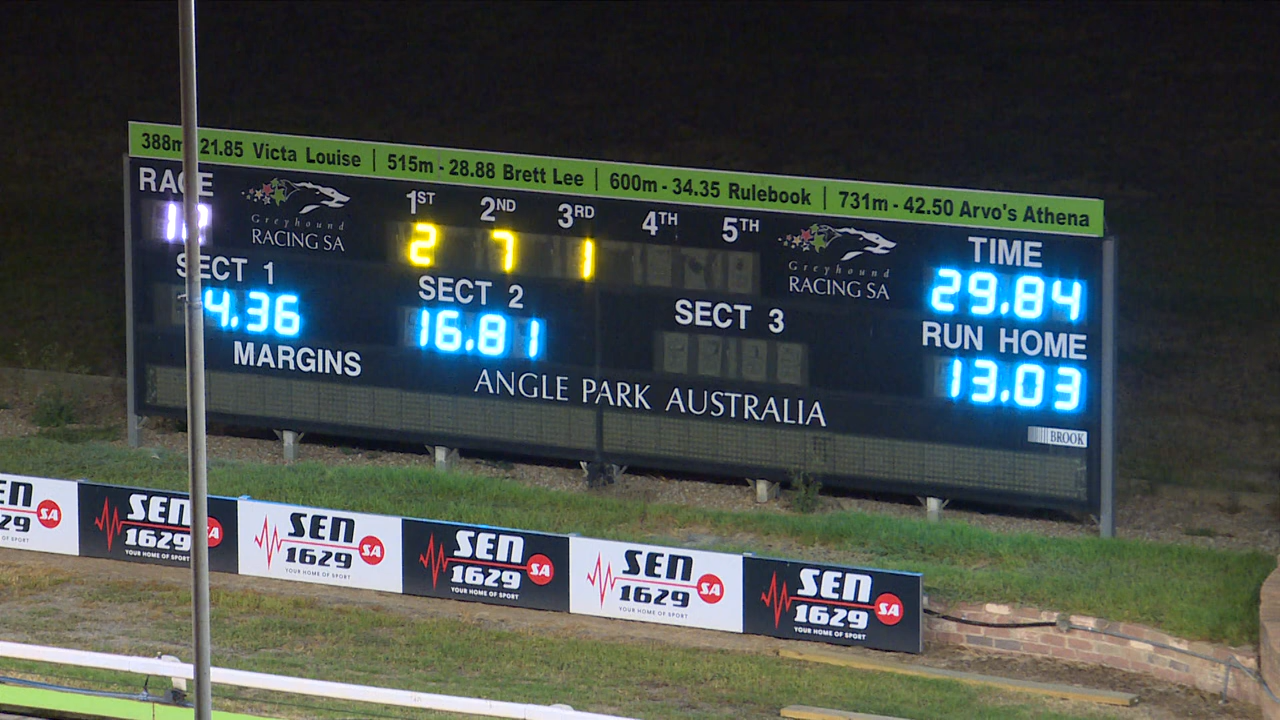 388m - 21.85 Victa Louise | 515m - 28.88 Brett Lee | 600m - 34.35 Rulebook | 731m - 42.50 Arvo's Athena
RACE
Greyhound
RACING SA
1ST 2ND 3RD 4TH 5TH
2 7 1
Greyhound
RACING SA
TIME
29.84
SECT 1
4.36
SECT 2
16.81
SECT 3
RUN HOME
13.03
MARGINS
ANGLE PARK AUSTRALIA
BROOK
EN
29 SA
OF SPORT
SEN
1629 SA
YOUR HOME OF SPORT
SEN
1629 SA
YOUR HOME OF SPORT
SEN
1629 SA
YOUR HOME OF SPORT
SEN
1629 SA
YOUR HOME OF SPORT
SEN
1629 SA
YOUR HOME OF SPORT